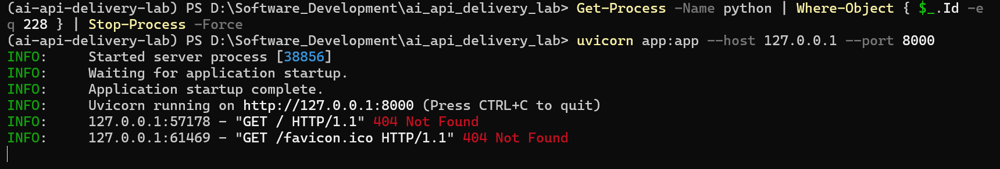 (ai-api-delivery-lab) PS D:\Software_Development\ai_api_delivery_lab> Get-Process -Name python | Where-Object { $_.Id -e
q 228 } | Stop-Process -Force
(ai-api-delivery-lab) PS D:\Software_Development\ai_api_delivery_lab> uvicorn app:app --host 127.0.0.1 --port 8000
INFO:     Started server process [38856]
INFO:     Waiting for application startup.
INFO:     Application startup complete.
INFO:     Uvicorn running on http://127.0.0.1:8000 (Press CTRL+C to quit)
INFO:     127.0.0.1:57178 - "GET / HTTP/1.1" 404 Not Found
INFO:     127.0.0.1:61469 - "GET /favicon.ico HTTP/1.1" 404 Not Found